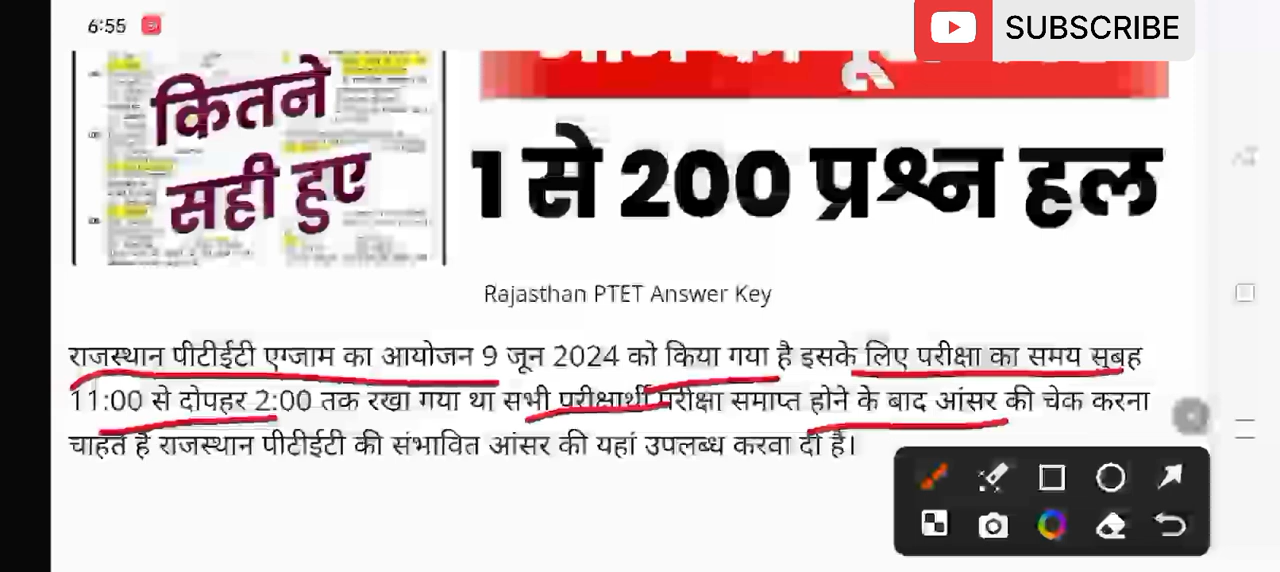 6:55
SUBSCRIBE
कितने
सही हुए
1 से 200 प्रश्न हल
Rajasthan PTET Answer Key
राजस्थान पीटीईटी एग्जाम का आयोजन 9 जून 2024 को किया गया है इसके लिए परीक्षा का समय सुबह
11:00 से दोपहर 2:00 तक रखा गया था सभी परीक्षार्थी परीक्षा समाप्त होने के बाद आंसर की चेक करना
चाहते हैं राजस्थान पीटीईटी की संभावित आंसर की यहां उपलब्ध करवा दी है।